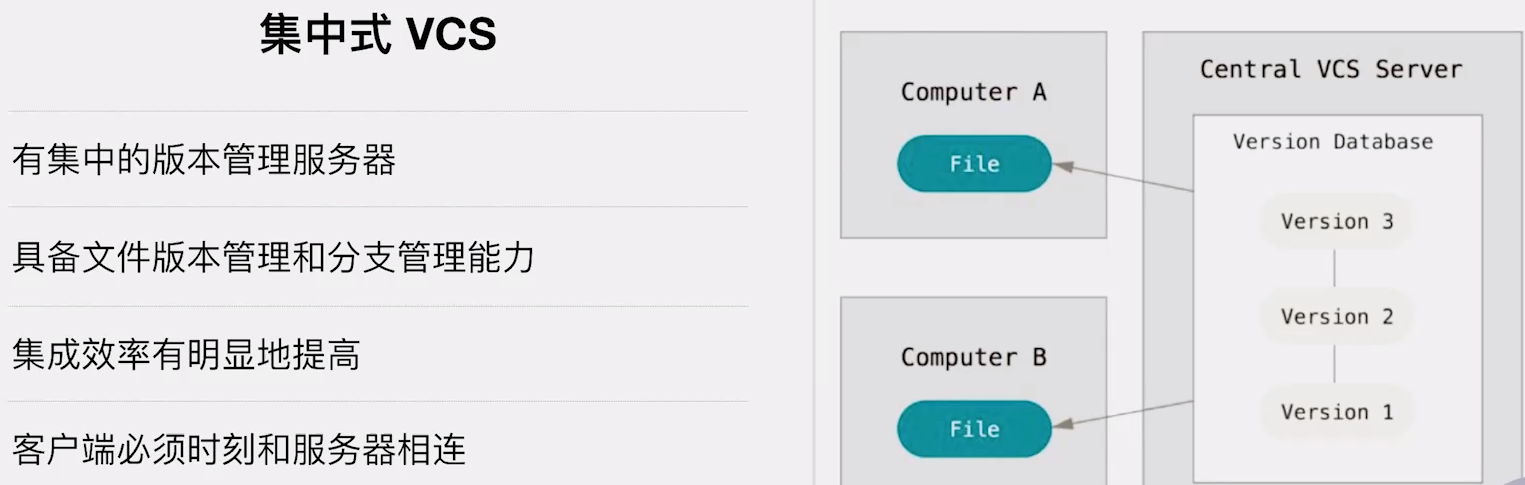 集中式 VCS
有集中的版本管理服务器
具备文件版本管理和分支管理能力
集成效率有明显地提高
客户端必须时刻和服务器相连
Computer A
File
Computer B
File
Central VCS Server
Version Database
Version 3
Version 2
Version 1